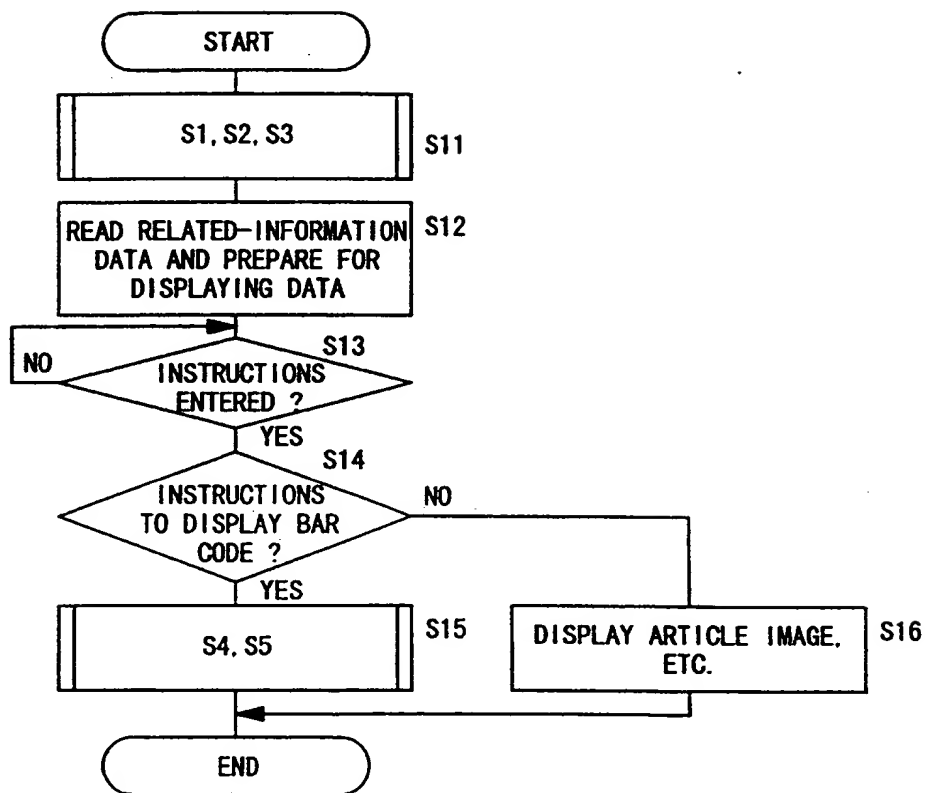 START
S1, S2, S3
S11
READ RELATED-INFORMATION
DATA AND PREPARE FOR
DISPLAYING DATA
S12
S13
NO
INSTRUCTIONS
ENTERED ?
YES
S14
INSTRUCTIONS
TO DISPLAY BAR
CODE ?
NO
YES
S4, S5
S15
DISPLAY ARTICLE IMAGE,
ETC.
S16
END